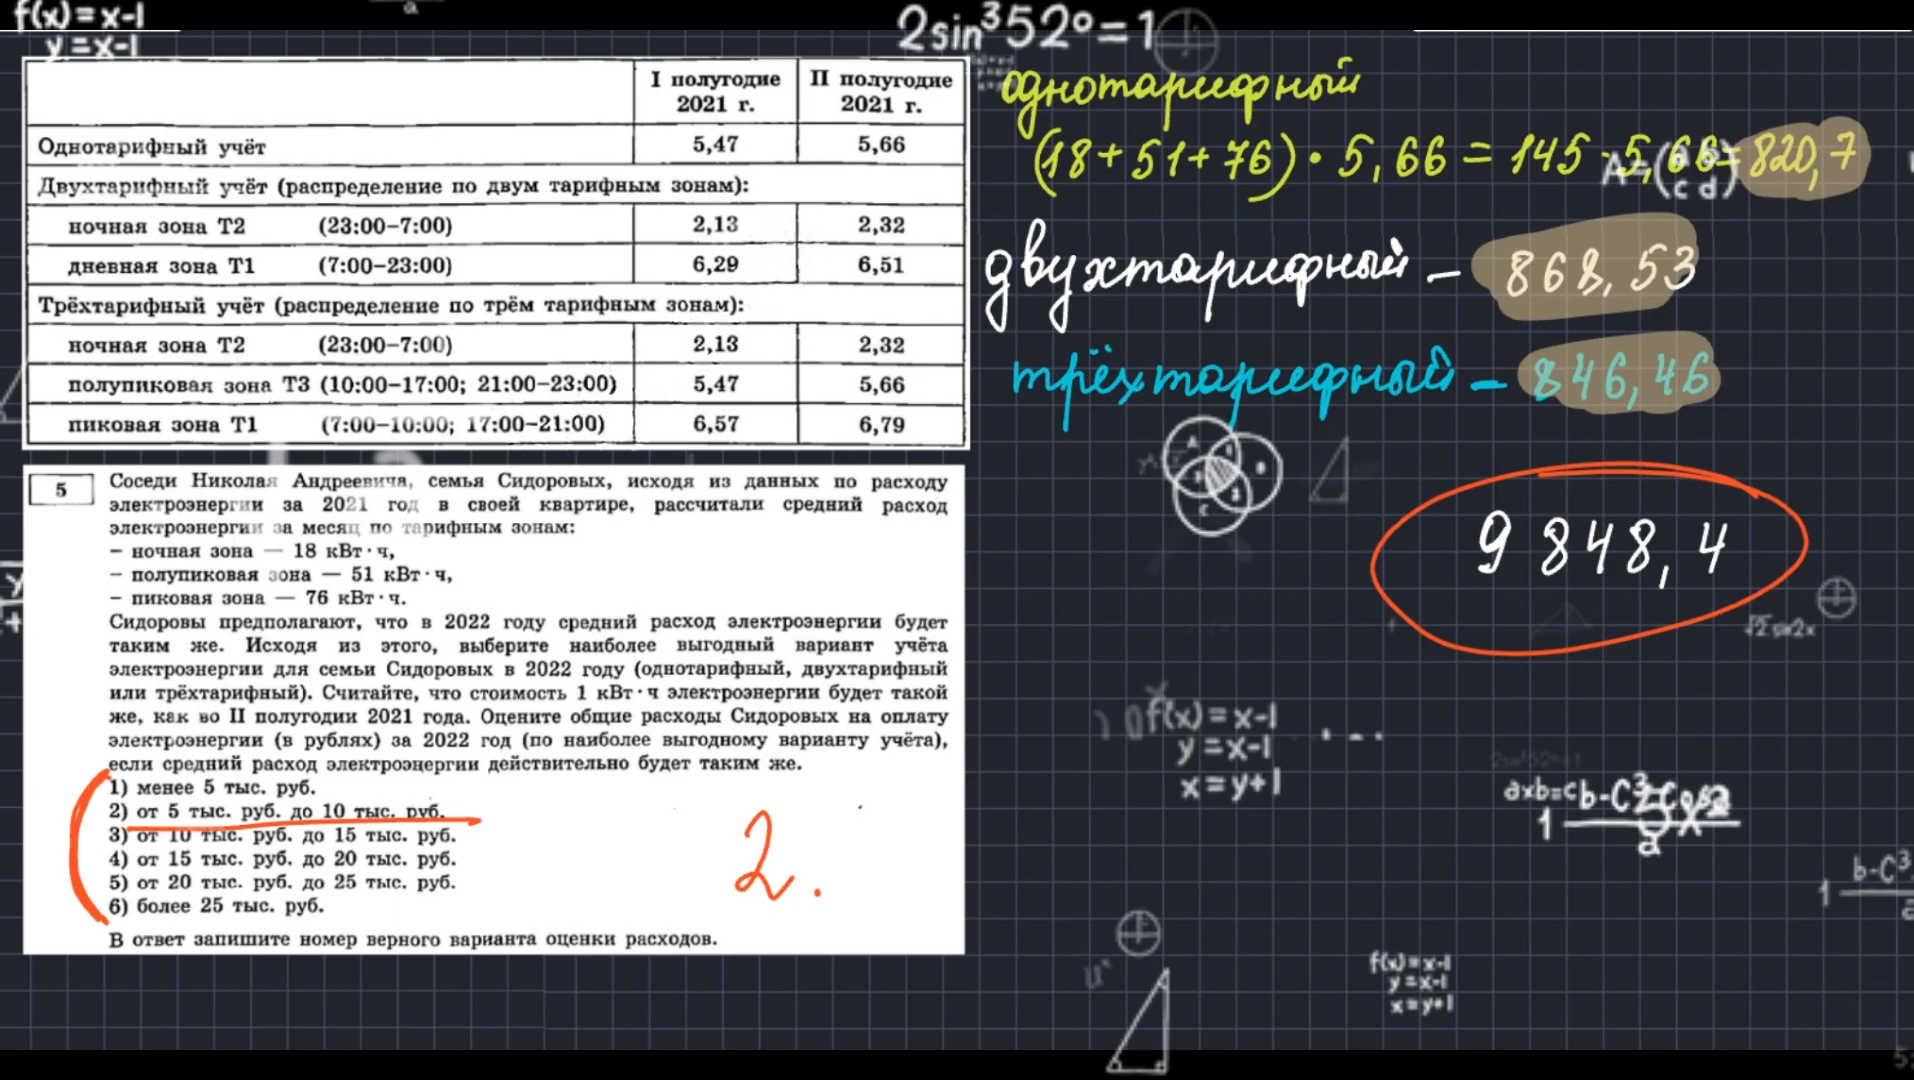 f(x)=x-1
y=x-1
2sin³52°=1
I полугодие 2021 г. II полугодие 2021 г.
Однотарифный учёт 5,47 5,66
Двухтарифный учёт (распределение по двум тарифным зонам):
ночная зона Т2 (23:00–7:00) 2,13 2,32
дневная зона Т1 (7:00–23:00) 6,29 6,51
Трёхтарифный учёт (распределение по трём тарифным зонам):
ночная зона Т2 (23:00–7:00) 2,13 2,32
полупиковая зона Т3 (10:00–17:00; 21:00–23:00) 5,47 5,66
пиковая зона Т1 (7:00–10:00; 17:00–21:00) 6,57 6,79
однотарифный
(18+51+76)·5,66=145·5,66=820,7
двухтарифный – 868,53
трёхтарифный – 846,46
9 848,4
5
Соседи Николая Андреевича, семья Сидоровых, исходя из данных по расходу
электроэнергии за 2021 год в своей квартире, рассчитали средний расход
электроэнергии за месяц по тарифным зонам:
– ночная зона — 18 кВт·ч,
– полупиковая зона — 51 кВт·ч,
– пиковая зона — 76 кВт·ч.
Сидоровы предполагают, что в 2022 году средний расход электроэнергии будет
таким же. Исходя из этого, выберите наиболее выгодный вариант учёта
электроэнергии для семьи Сидоровых в 2022 году (однотарифный, двухтарифный
или трёхтарифный). Считайте, что стоимость 1 кВт·ч электроэнергии будет такой
же, как во II полугодии 2021 года. Оцените общие расходы Сидоровых на оплату
электроэнергии (в рублях) за 2022 год (по наиболее выгодному варианту учёта),
если средний расход электроэнергии действительно будет таким же.
1) менее 5 тыс. руб.
2) от 5 тыс. руб. до 10 тыс. руб.
3) от 10 тыс. руб. до 15 тыс. руб.
4) от 15 тыс. руб. до 20 тыс. руб.
5) от 20 тыс. руб. до 25 тыс. руб.
6) более 25 тыс. руб.
В ответ запишите номер верного варианта оценки расходов.
2.
f(x)=x-1
y=x-1
x=y+1
f(x)=x-1
y=x-1
x=y+1